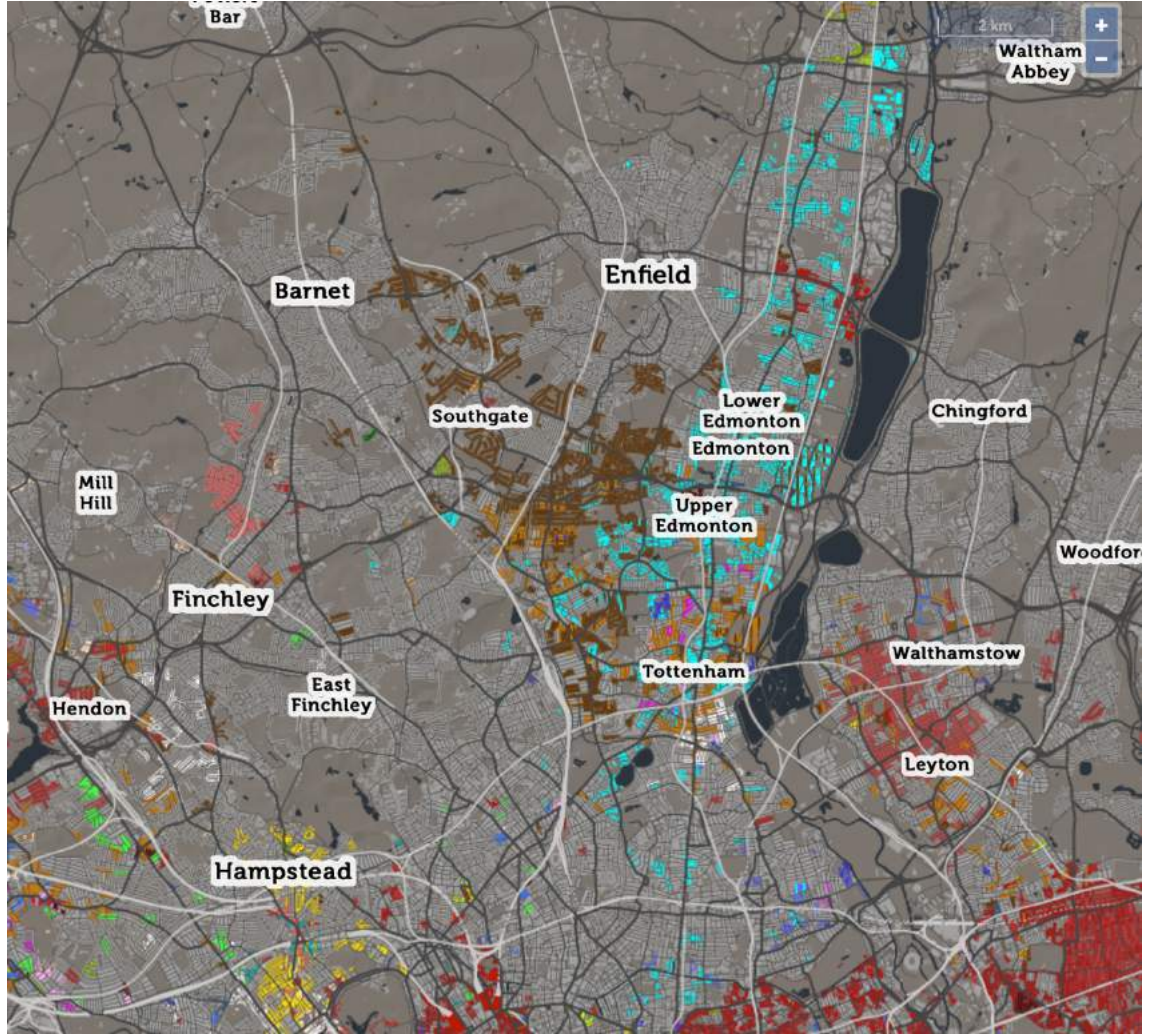 Bar
2 km
+
Waltham
Abbey
−
Enfield
Barnet
Lower
Edmonton
Chingford
Southgate
Edmonton
Mill
Hill
Upper
Edmonton
Finchley
Walthamstow
Tottenham
East
Finchley
Hendon
Leyton
Hampstead